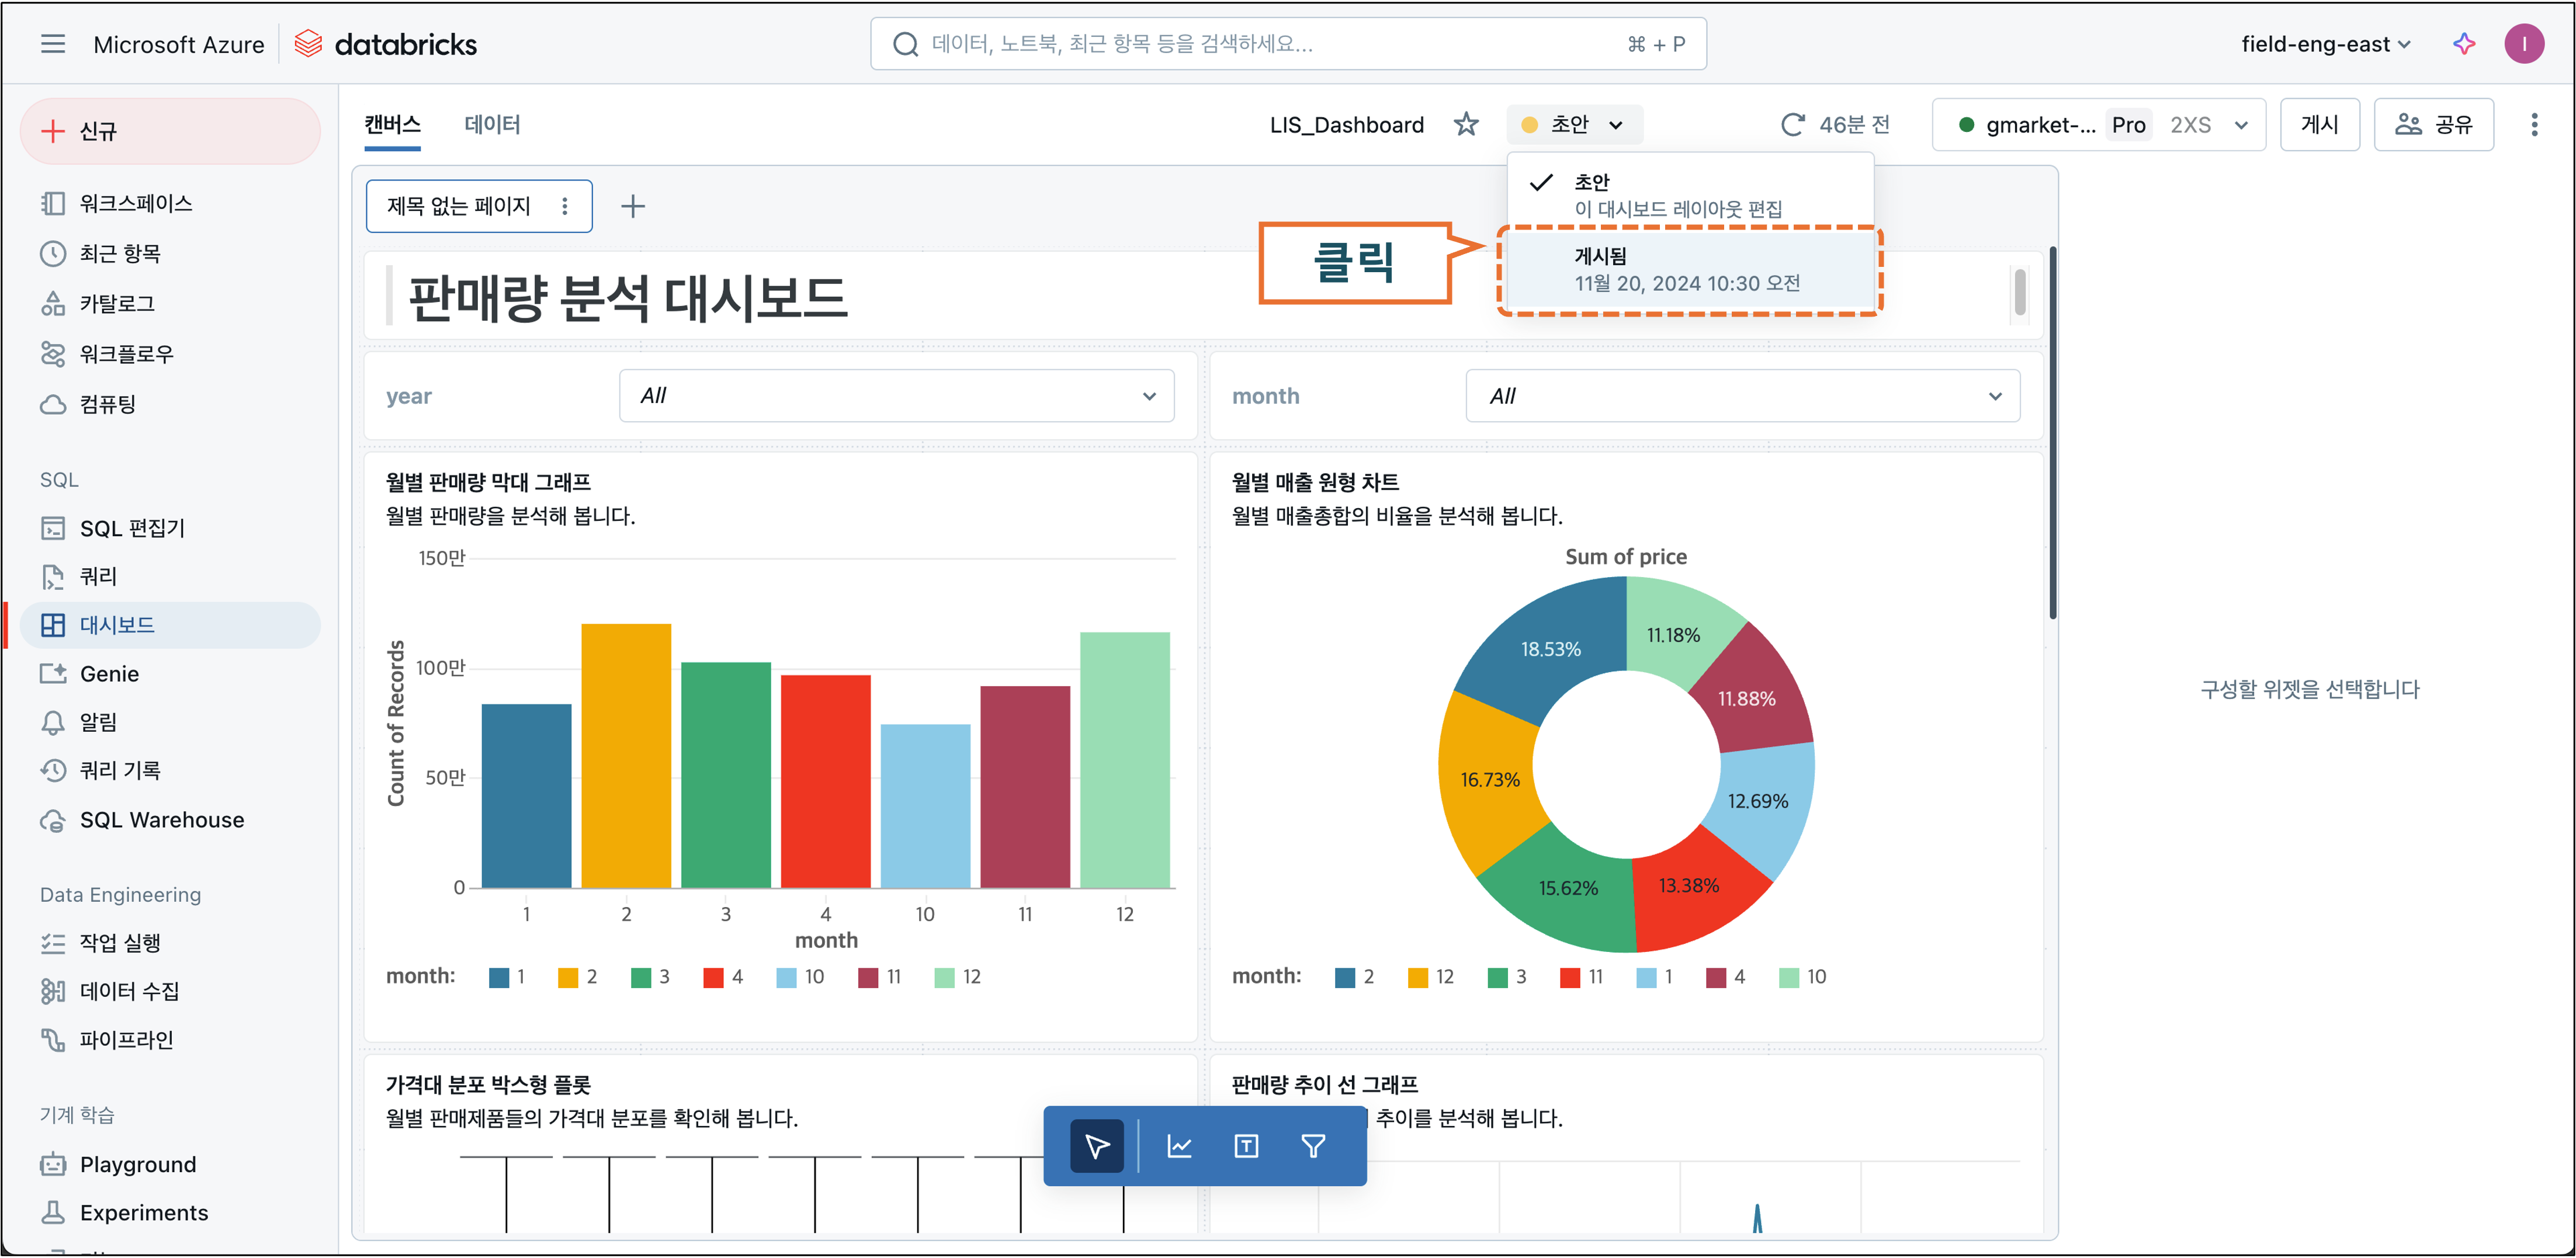 Microsoft Azure
databricks
데이터, 노트북, 최근 항목 등을 검색하세요...
⌘ + P
field-eng-east
I
신규
워크스페이스
최근 항목
카탈로그
워크플로우
컴퓨팅
SQL
SQL 편집기
쿼리
대시보드
Genie
알림
쿼리 기록
SQL Warehouse
Data Engineering
작업 실행
데이터 수집
파이프라인
기계 학습
Playground
Experiments
캔버스
데이터
LIS_Dashboard
초안
46분 전
gmarket-... Pro 2XS
게시
공유
초안
이 대시보드 레이아웃 편집
게시됨
11월 20, 2024 10:30 오전
클릭
제목 없는 페이지
판매량 분석 대시보드
year
All
month
All
월별 판매량 막대 그래프
월별 판매량을 분석해 봅니다.
150만
100만
50만
0
Count of Records
1 2 3 4 10 11 12
month
month: 1 2 3 4 10 11 12
월별 매출 원형 차트
월별 매출총합의 비율을 분석해 봅니다.
Sum of price
18.53%
11.18%
11.88%
16.73%
12.69%
15.62%
13.38%
month: 2 12 3 11 1 4 10
구성할 위젯을 선택합니다
가격대 분포 박스형 플롯
월별 판매제품들의 가격대 분포를 확인해 봅니다.
판매량 추이 선 그래프
추이를 분석해 봅니다.
T